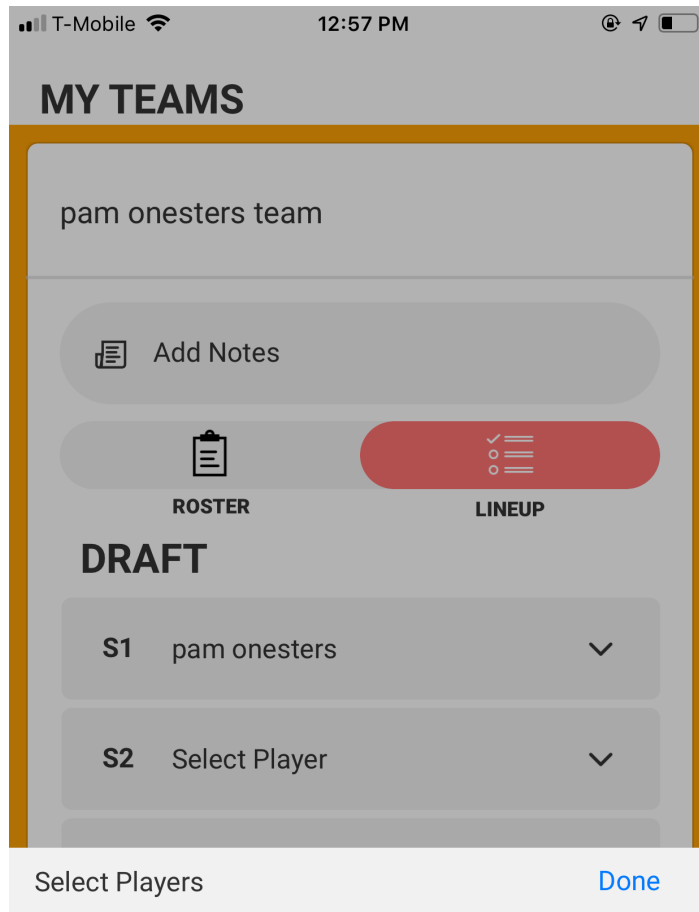 T-Mobile 12:57 PM
MY TEAMS
pam onesters team
Add Notes
ROSTER LINEUP
DRAFT
S1 pam onesters
S2 Select Player
Select Players Done